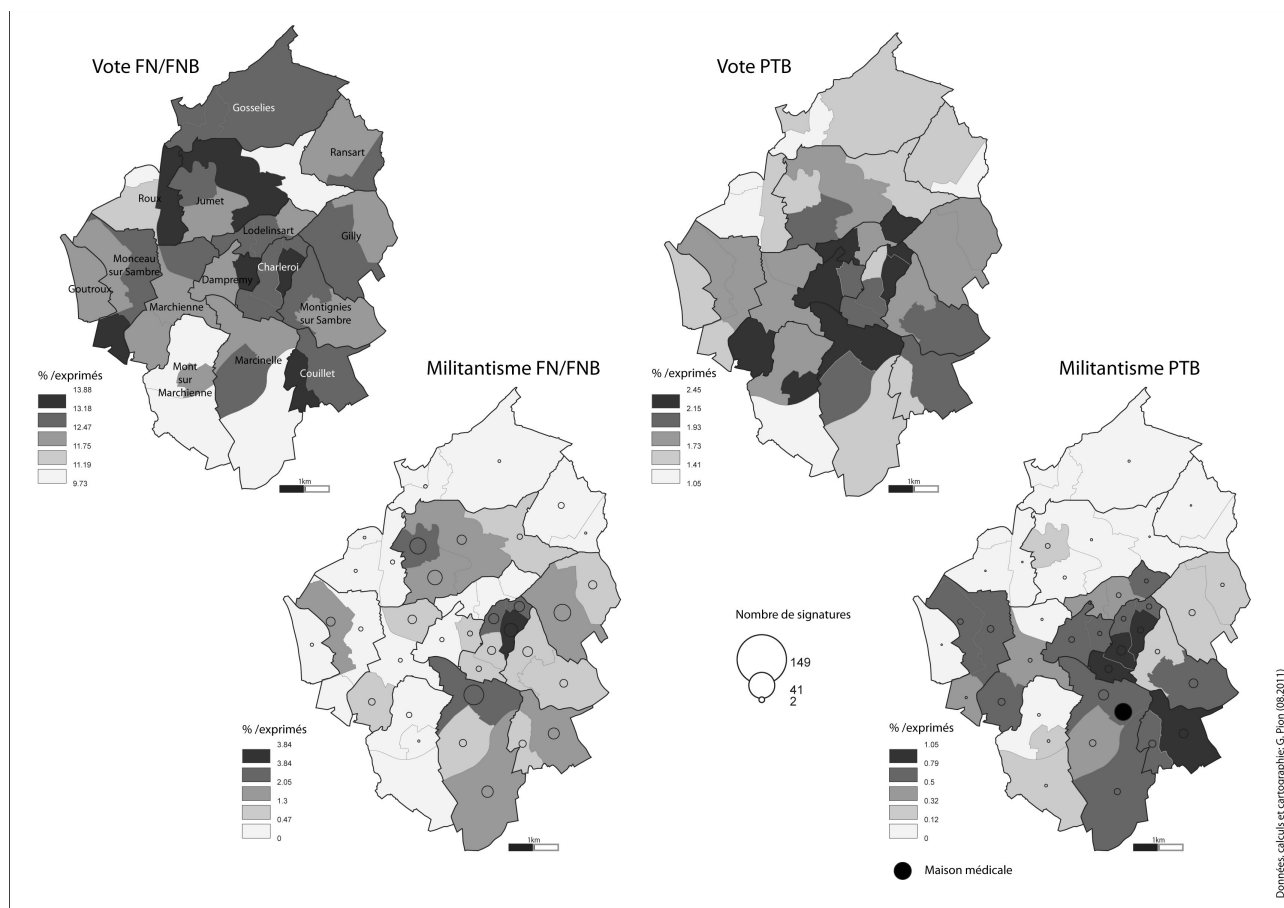 Vote FN/FNB
Gosselies
Ransart
Roux
Jumet
Lodelinsart
Gilly
Monceau
sur Sambre
Charleroi
Dampremy
Goutroux
Marchienne
Montignies
sur Sambre
Marcinelle
Couillet
Mont
sur
Marchienne
% /exprimés
13.88
13.18
12.47
11.75
11.19
9.73
1km
Vote PTB
% /exprimés
2.45
2.15
1.93
1.73
1.41
1.05
1km
Militantisme FN/FNB
% /exprimés
3.84
3.84
2.05
1.3
0.47
0
1km
Nombre de signatures
149
41
2
Militantisme PTB
% /exprimés
1.05
0.79
0.5
0.32
0.12
0
1km
Maison médicale
Données, calculs et cartographie: G. Pion (08.2011)